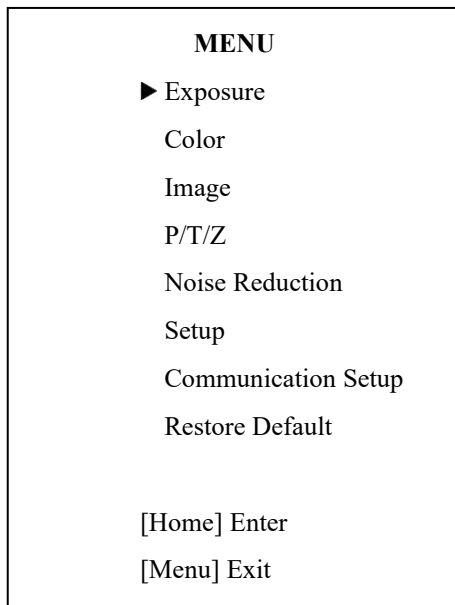 MENU
▶ Exposure
Color
Image
P/T/Z
Noise Reduction
Setup
Communication Setup
Restore Default
[Home] Enter
[Menu] Exit